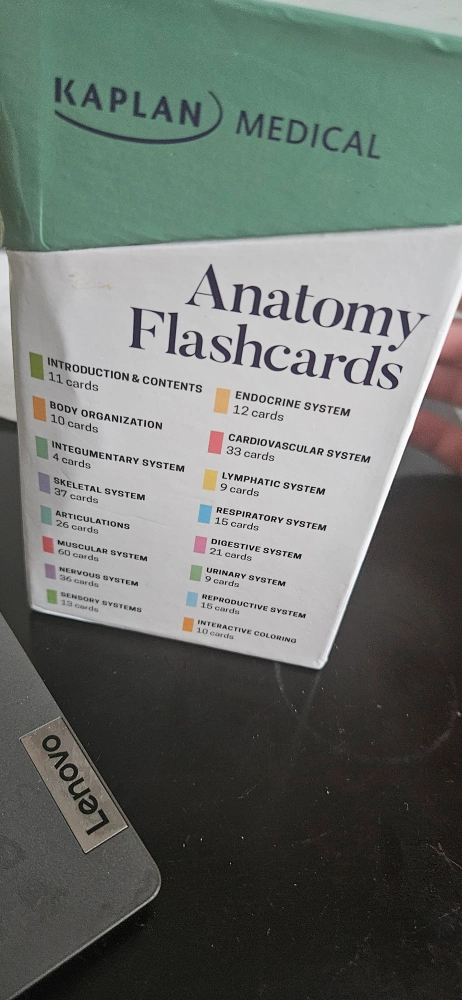 KAPLAN MEDICAL
Anatomy
Flashcards
INTRODUCTION & CONTENTS
11 cards
BODY ORGANIZATION
10 cards
INTEGUMENTARY SYSTEM
4 cards
SKELETAL SYSTEM
37 cards
ARTICULATIONS
26 cards
MUSCULAR SYSTEM
60 cards
NERVOUS SYSTEM
36 cards
SENSORY SYSTEMS
13 cards
ENDOCRINE SYSTEM
12 cards
CARDIOVASCULAR SYSTEM
33 cards
LYMPHATIC SYSTEM
9 cards
RESPIRATORY SYSTEM
15 cards
DIGESTIVE SYSTEM
21 cards
URINARY SYSTEM
9 cards
REPRODUCTIVE SYSTEM
15 cards
INTERACTIVE COLORING
10 cards
Lenovo